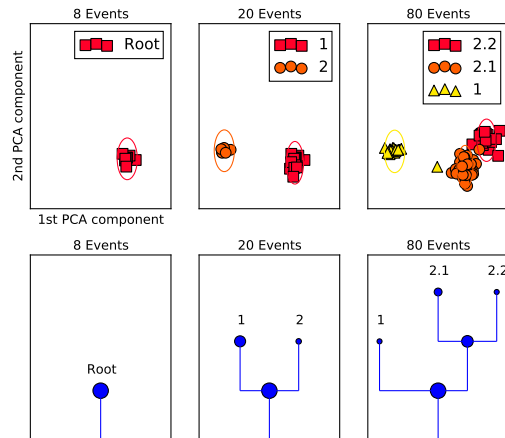 8 Events
20 Events
80 Events
Root
1
2
2.2
2.1
1
2nd PCA component
1st PCA component
8 Events
20 Events
80 Events
Root
1
2
2.1
2.2
1